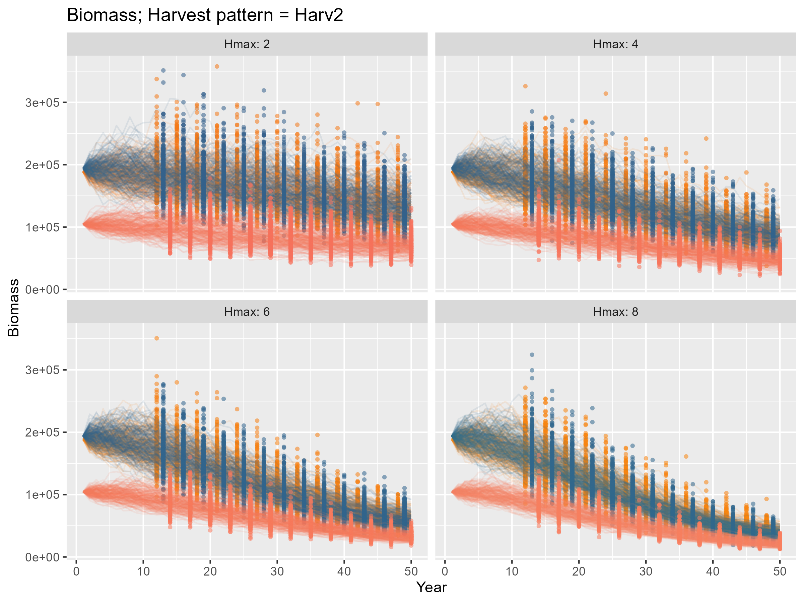 Biomass; Harvest pattern = Harv2
Hmax: 2
Hmax: 4
3e+05
2e+05
1e+05
0e+00
Biomass
Hmax: 6
Hmax: 8
3e+05
2e+05
1e+05
0e+00
0 10 20 30 40 50
0 10 20 30 40 50
Year